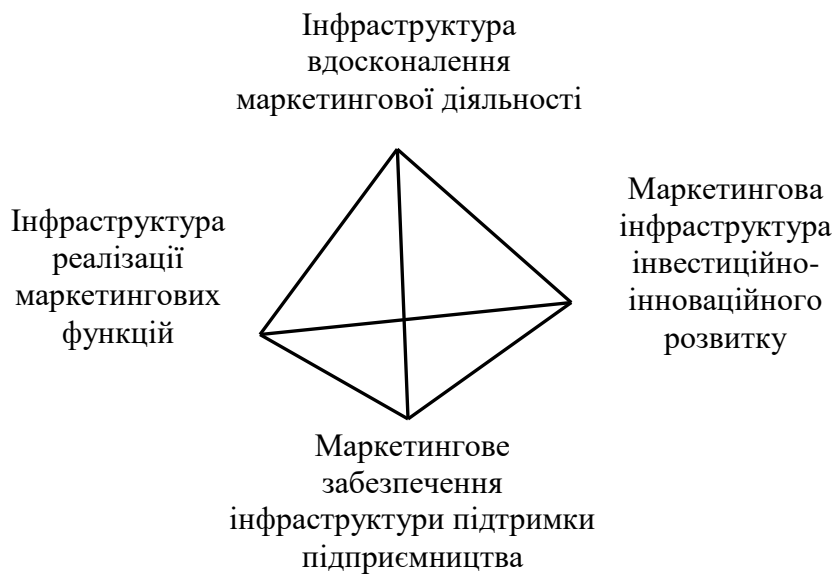 Інфраструктура
вдосконалення
маркетингової діяльності
Інфраструктура
реалізації
маркетингових
функцій
Маркетингова
інфраструктура
інвестиційно-
інноваційного
розвитку
Маркетингове
забезпечення
інфраструктури підтримки
підприємництва